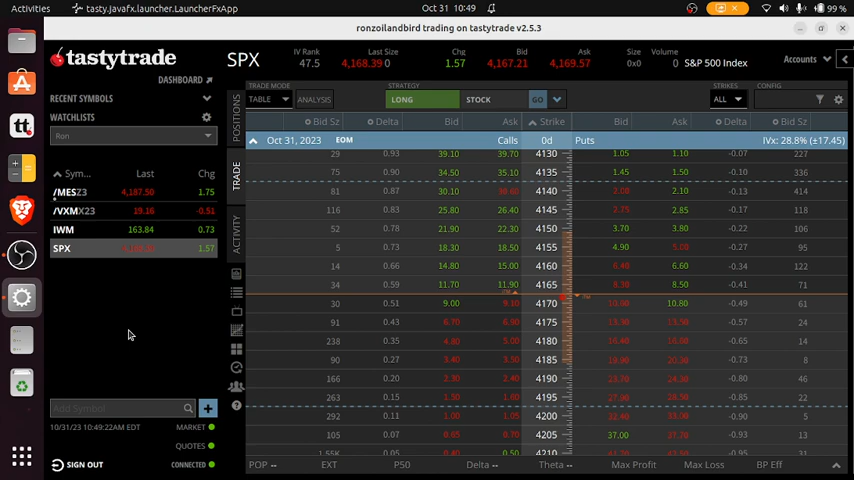 Activities tasty.javafx.launcher.LauncherFxApp Oct 31 10:49 99 %
ronzoilandbird trading on tastytrade v2.5.3
tastytrade
DASHBOARD
RECENT SYMBOLS
WATCHLISTS
Ron
Sym... Last Chg
/MESZ3 4,187.50 1.75
/VXMX23 19.16 -0.51
IWM 163.84 0.73
SPX 1.57
Add Symbol
10/31/23 10:49:22AM EDT MARKET
QUOTES
SIGN OUT CONNECTED
SPX IV Rank 47.5 Last Size 4,168.39 0 Chg 1.57 Bid 4,167.21 Ask 4,169.57 Size 0x0 Volume 0 S&P 500 Index Accounts
POSITIONS
TRADE
ACTIVITY
TRADE MODE STRATEGY STRIKES CONFIG
TABLE ANALYSIS LONG STOCK GO ALL
Bid Sz Delta Bid Ask Strike Bid Ask Delta Bid Sz
Oct 31, 2023 EOM Calls 0d Puts IVx: 28.8% (±17.45)
29 0.93 39.10 39.70 4130 1.05 1.10 -0.07 227
75 0.90 34.50 35.10 4135 1.45 1.50 -0.10 336
81 0.87 30.10 4140 2.00 2.10 -0.13 414
116 0.83 25.80 26.40 4145 2.75 2.85 -0.17 118
52 0.78 21.90 22.30 4150 3.70 3.80 -0.22 106
5 0.73 18.30 18.50 4155 4.90 5.00 -0.27 95
14 0.66 14.80 15.00 4160 6.40 6.60 -0.34 122
34 0.59 11.70 11.90 4165 8.30 8.50 -0.41 71
30 0.51 9.00 9.10 4170 10.80 -0.49 61
91 0.43 6.70 6.90 4175 13.30 13.50 -0.57 24
238 0.35 4.80 5.00 4180 16.40 -0.65 14
90 0.27 3.40 3.50 4185 19.90 20.30 -0.73 8
166 0.20 2.30 2.40 4190 23.70 24.30 -0.80 46
263 0.15 1.50 1.60 4195 27.90 28.50 -0.85 22
292 0.11 1.00 1.05 4200 32.40 33.00 -0.90 5
105 0.07 0.65 0.70 4205 37.00 37.70 -0.93 13
1.55K 0.05 0.50 4210 -0.95 31
POP -- EXT P50 Delta -- Theta -- Max Profit Max Loss BP Eff